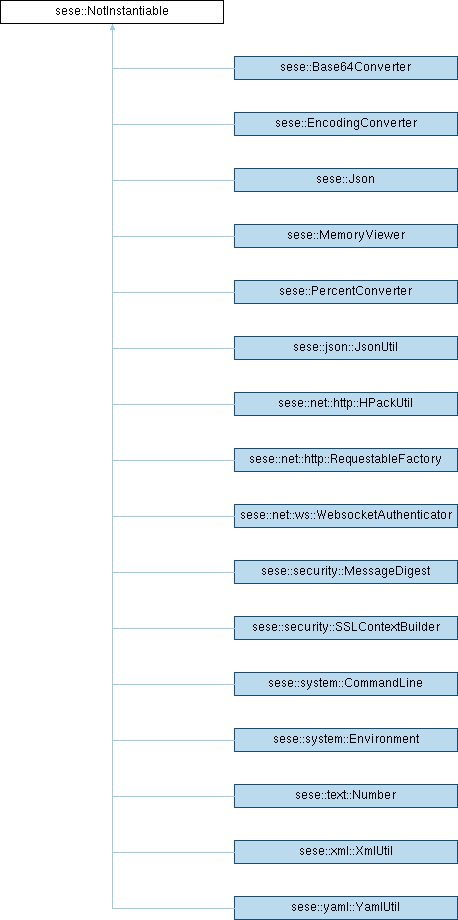 sese::NotInstantiable
sese::Base64Converter
sese::EncodingConverter
sese::Json
sese::MemoryViewer
sese::PercentConverter
sese::json::JsonUtil
sese::net::http::HPackUtil
sese::net::http::RequestableFactory
sese::net::ws::WebsocketAuthenticator
sese::security::MessageDigest
sese::security::SSLContextBuilder
sese::system::CommandLine
sese::system::Environment
sese::text::Number
sese::xml::XmlUtil
sese::yaml::YamlUtil